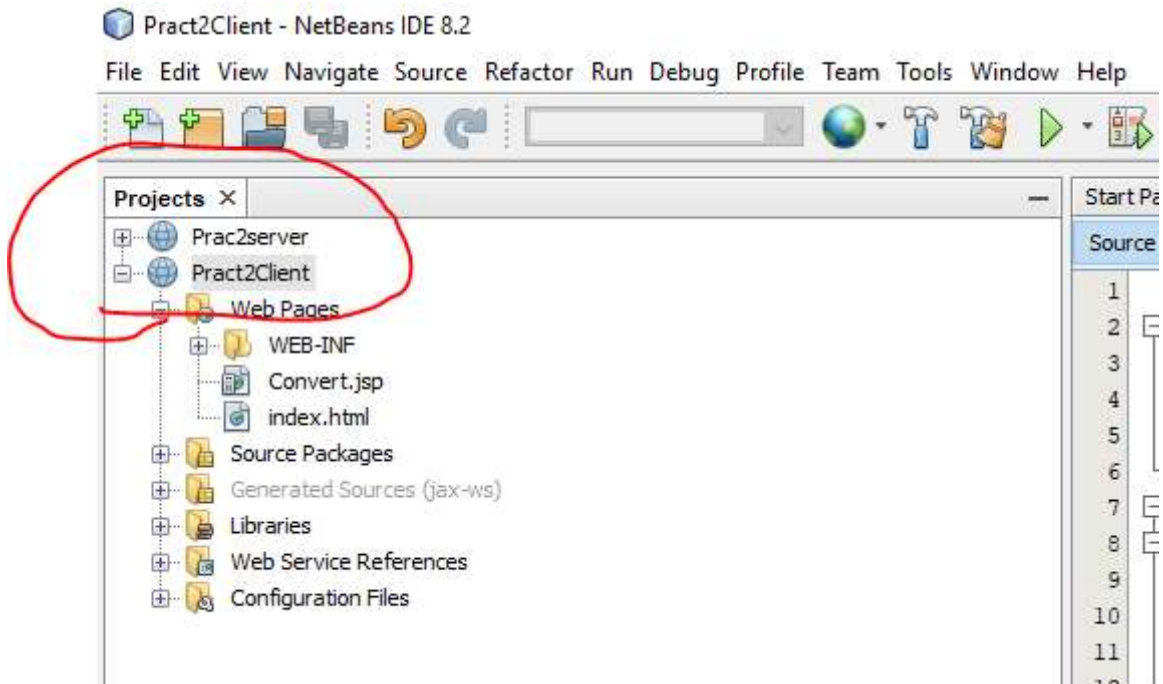 Pract2Client - NetBeans IDE 8.2
File Edit View Navigate Source Refactor Run Debug Profile Team Tools Window Help
Projects
Start Pa
Prac2server
Source
Pract2Client
Web Pages
WEB-INF
Convert.jsp
index.html
Source Packages
Generated Sources (jax-ws)
Libraries
Web Service References
Configuration Files
1
2
3
4
5
6
7
8
9
10
11